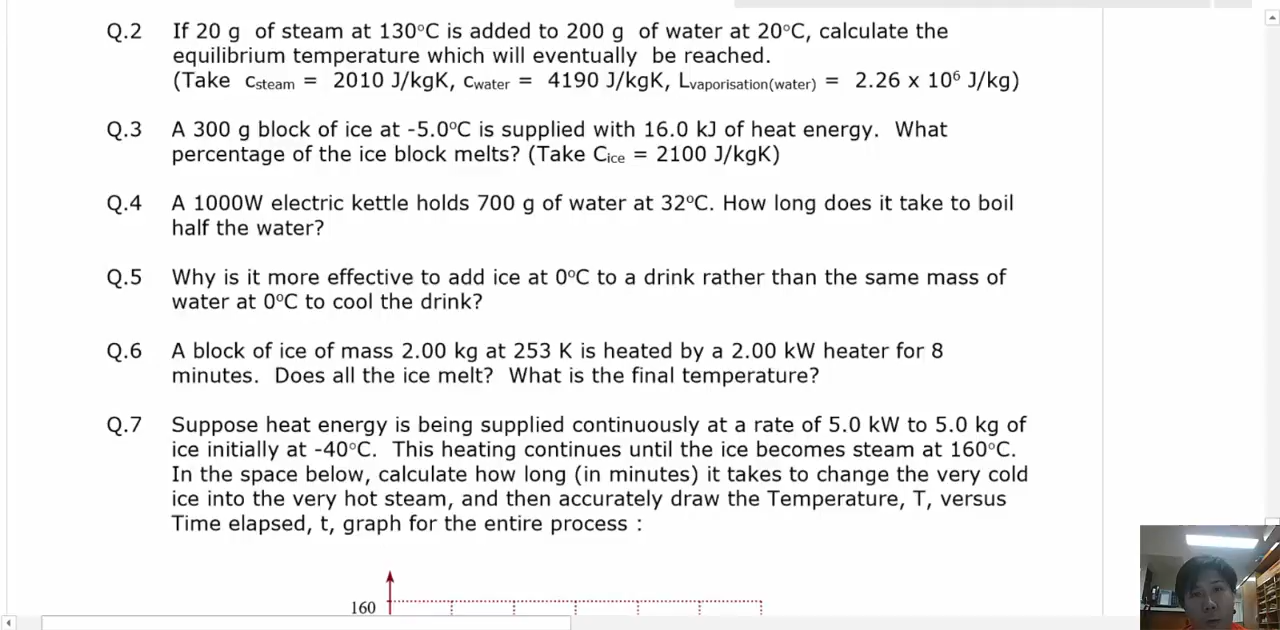 Q.2 If 20 g of steam at 130°C is added to 200 g of water at 20°C, calculate the
equilibrium temperature which will eventually be reached.
(Take csteam = 2010 J/kgK, cwater = 4190 J/kgK, Lvaporisation(water) = 2.26 x 10⁶ J/kg)
Q.3 A 300 g block of ice at -5.0°C is supplied with 16.0 kJ of heat energy. What
percentage of the ice block melts? (Take Cice = 2100 J/kgK)
Q.4 A 1000W electric kettle holds 700 g of water at 32°C. How long does it take to boil
half the water?
Q.5 Why is it more effective to add ice at 0°C to a drink rather than the same mass of
water at 0°C to cool the drink?
Q.6 A block of ice of mass 2.00 kg at 253 K is heated by a 2.00 kW heater for 8
minutes. Does all the ice melt? What is the final temperature?
Q.7 Suppose heat energy is being supplied continuously at a rate of 5.0 kW to 5.0 kg of
ice initially at -40°C. This heating continues until the ice becomes steam at 160°C.
In the space below, calculate how long (in minutes) it takes to change the very cold
ice into the very hot steam, and then accurately draw the Temperature, T, versus
Time elapsed, t, graph for the entire process :
160